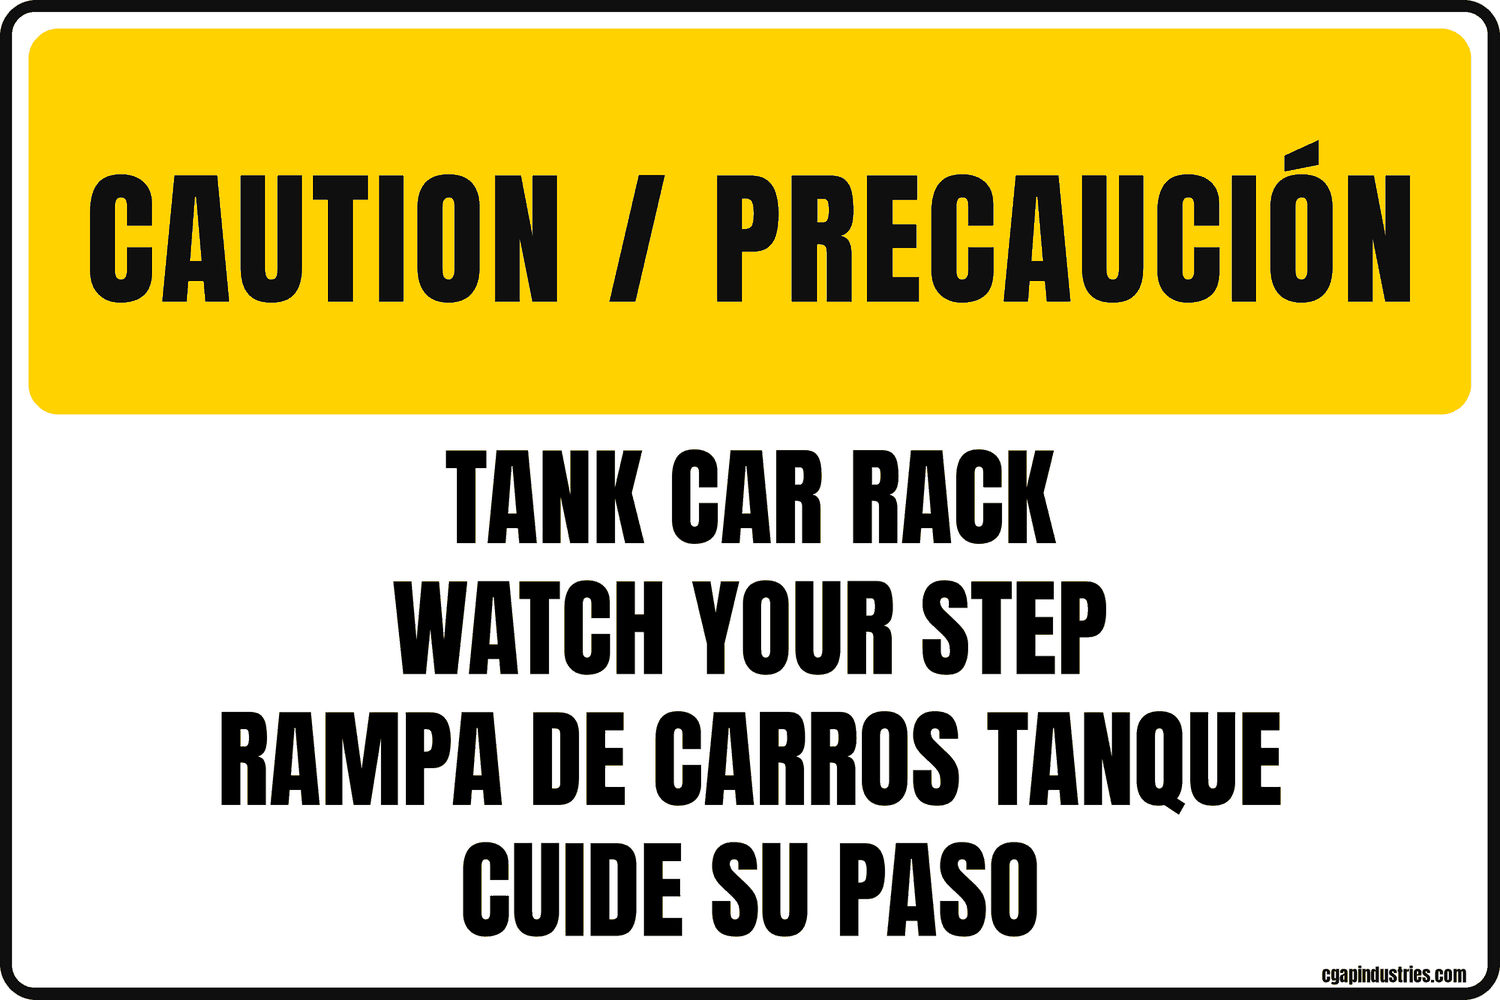 CAUTION / PRECAUCIÓN
TANK CAR RACK
WATCH YOUR STEP
RAMPA DE CARROS TANQUE
CUIDE SU PASO
cgapindustries.com